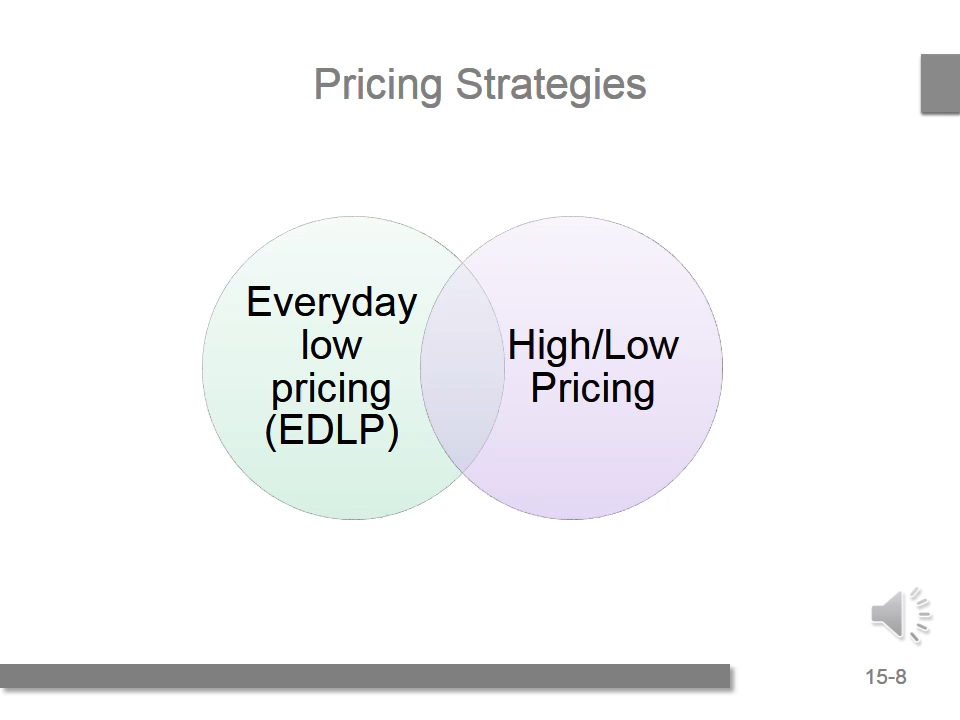 Pricing Strategies
Everyday
low
pricing
(EDLP)
High/Low
Pricing
15-8